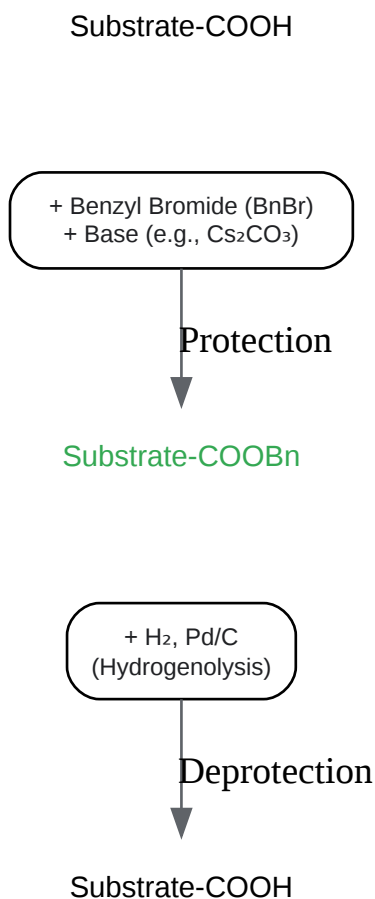 Substrate-COOH
+ Benzyl Bromide (BnBr)
+ Base (e.g., Cs₂CO₃)
Protection
Substrate-COOBn
+ H₂, Pd/C
(Hydrogenolysis)
Deprotection
Substrate-COOH